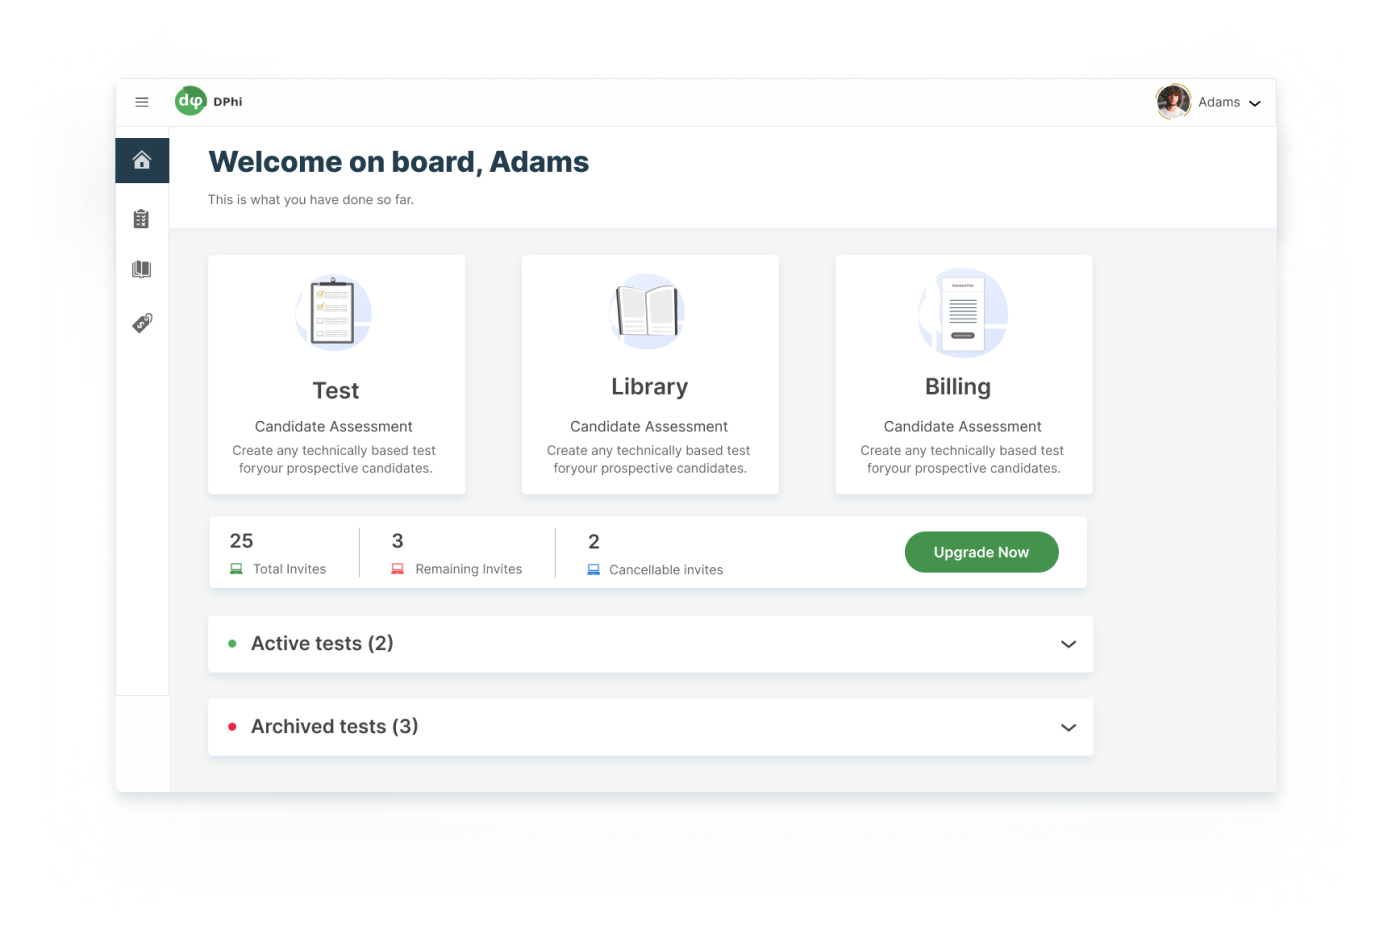 dφ DPhi
Adams
Welcome on board, Adams
This is what you have done so far.
Test
Candidate Assessment
Create any technically based test
foryour prospective candidates.
Library
Candidate Assessment
Create any technically based test
foryour prospective candidates.
Billing
Candidate Assessment
Create any technically based test
foryour prospective candidates.
25
Total Invites
3
Remaining Invites
2
Cancellable invites
Upgrade Now
Active tests (2)
Archived tests (3)